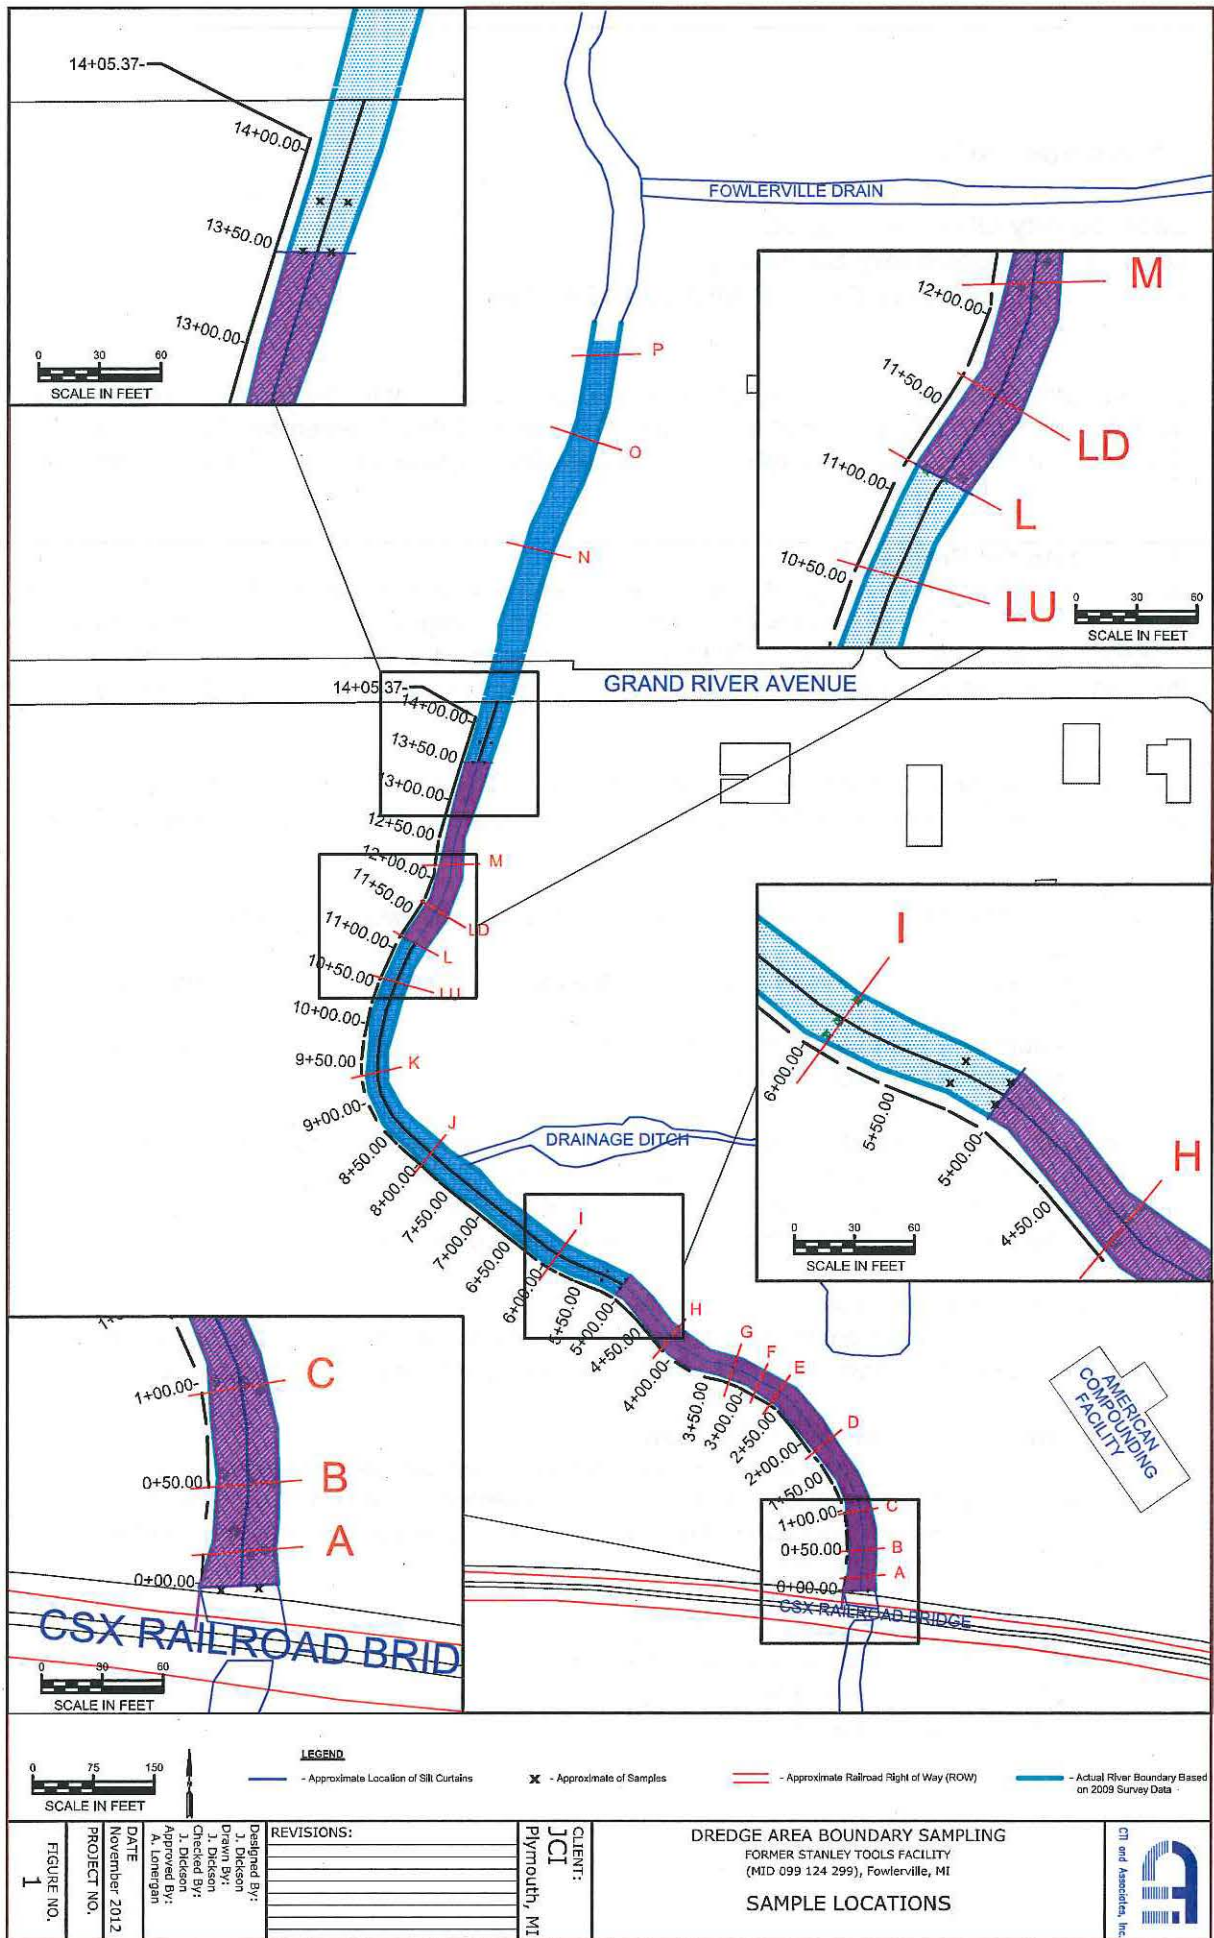 14+05.37-
14+00.00-
13+50.00
13+00.00-
0 30 60
SCALE IN FEET
FOWLERVILLE DRAIN
M
12+00.00-
11+50.00
LD
11+00.00-
L
10+50.00
LU
0 30 60
SCALE IN FEET
P
O
N
GRAND RIVER AVENUE
14+05.37-
14+00.00-
13+50.00
13+00.00-
12+50.00
12+00.00-
M
11+50.00
LD
11+00.00-
L
10+50.00
LU
10+00.00-
9+50.00
K
9+00.00-
J
8+50.00
8+00.00-
7+50.00
7+00.00-
6+50.00
6+00.00-
I
5+50.00
5+00.00-
4+50.00
4+00.00-
H
DRAINAGE DITCH
G
F
E
3+50.00
3+00.00-
2+50.00
2+00.00-
D
1+50.00
1+00.00-
C
0+50.00
B
0+00.00-
A
CSX RAILROAD BRIDGE
I
6+00.00-
5+50.00
5+00.00-
4+50.00
H
0 30 60
SCALE IN FEET
AMERICAN
COMPOUNDING
FACILITY
C
1+00.00-
0+50.00
B
A
0+00.00-
CSX RAILROAD BRID
0 30 60
SCALE IN FEET
0 75 150
SCALE IN FEET
LEGEND
- Approximate Location of Silt Curtains
X - Approximate of Samples
- Approximate Railroad Right of Way (ROW)
- Actual River Boundary Based
on 2009 Survey Data
FIGURE NO.
1
PROJECT NO.
DATE
November 2012
Designed By:
J. Dickson
Drawn By:
J. Dickson
Checked By:
J. Dickson
Approved By:
A. Lonergan
REVISIONS:
CLIENT:
JCI
Plymouth, MI
DREDGE AREA BOUNDARY SAMPLING
FORMER STANLEY TOOLS FACILITY
(MID 099 124 299), Fowlerville, MI
SAMPLE LOCATIONS
CTI and Associates, Inc.
CTi